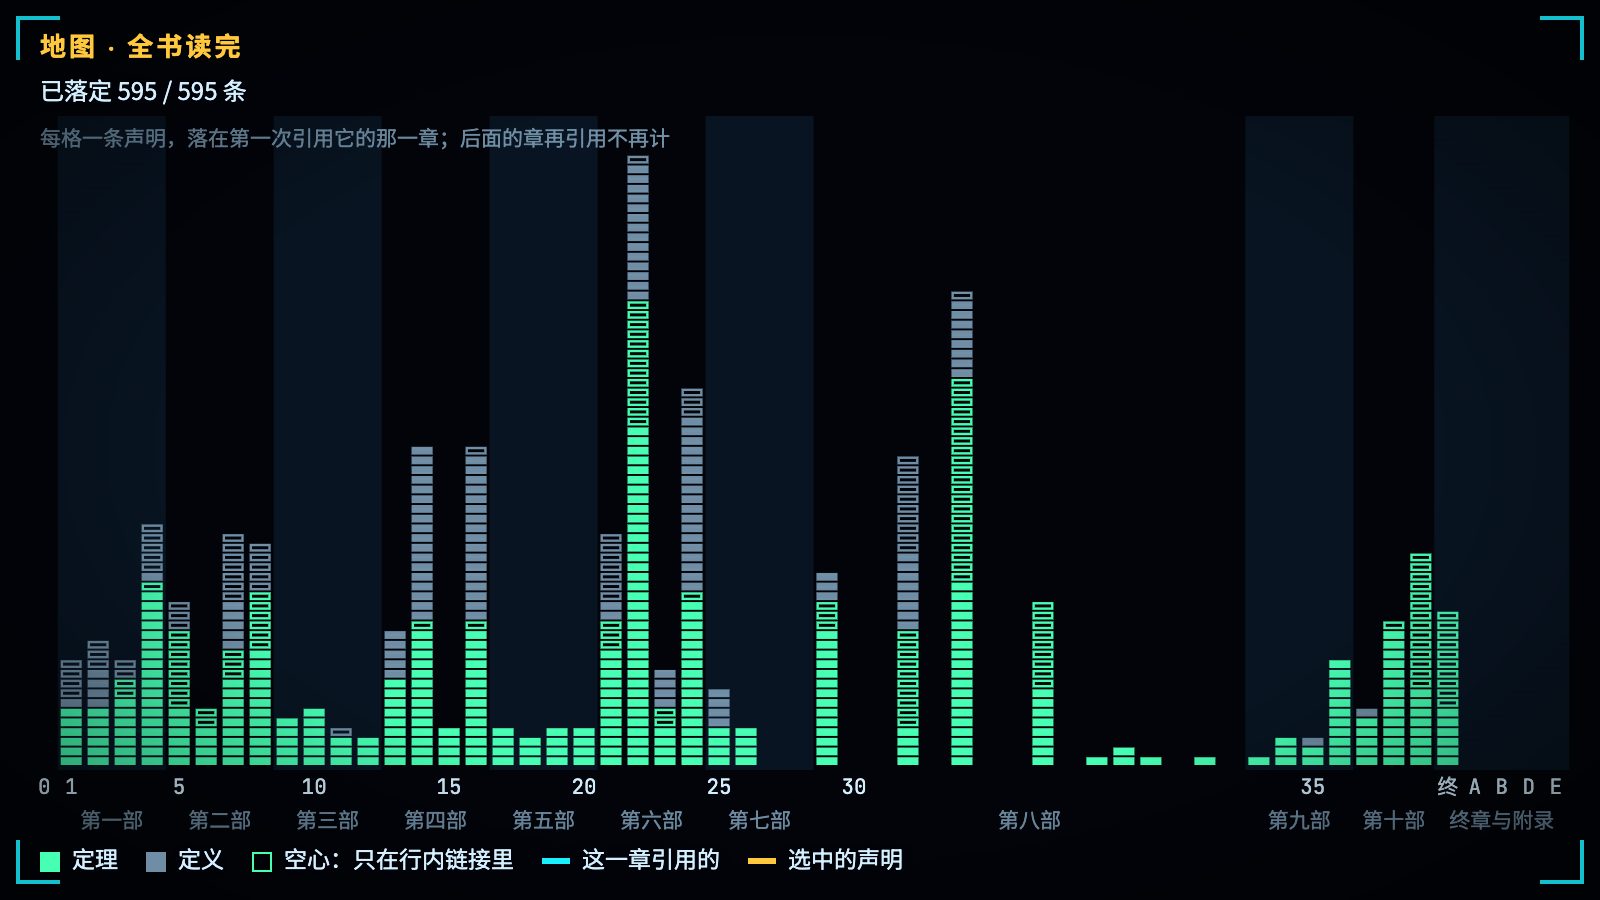 地图 · 全书读完
已落定 595 / 595 条
每格一条声明，落在第一次引用它的那一章；后面的章再引用不再计
0 1 5 10 15 20 25 30 35 终 A B D E
第一部 第二部 第三部 第四部 第五部 第六部 第七部 第八部 第九部 第十部 终章与附录
定理 定义 空心：只在行内链接里 这一章引用的 选中的声明